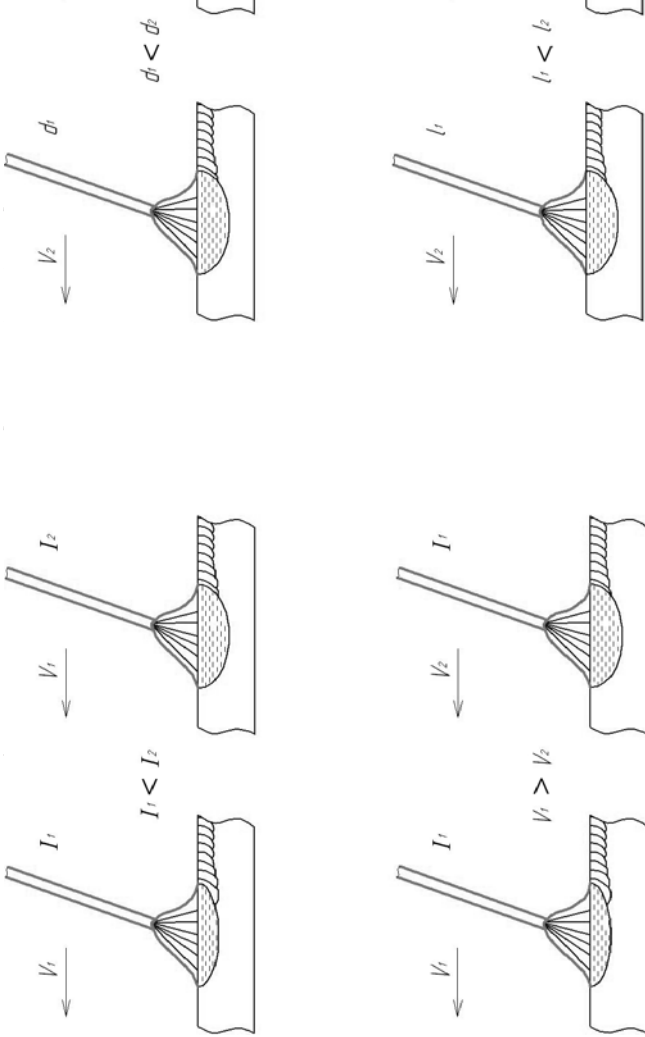 V₁ I₁ V₁ I₂ V₂ d₁
I₁ < I₂ d₁ < d₂
V₁ I₁ V₂ I₁ V₂ l₁
V₁ > V₂ l₁ < l₂